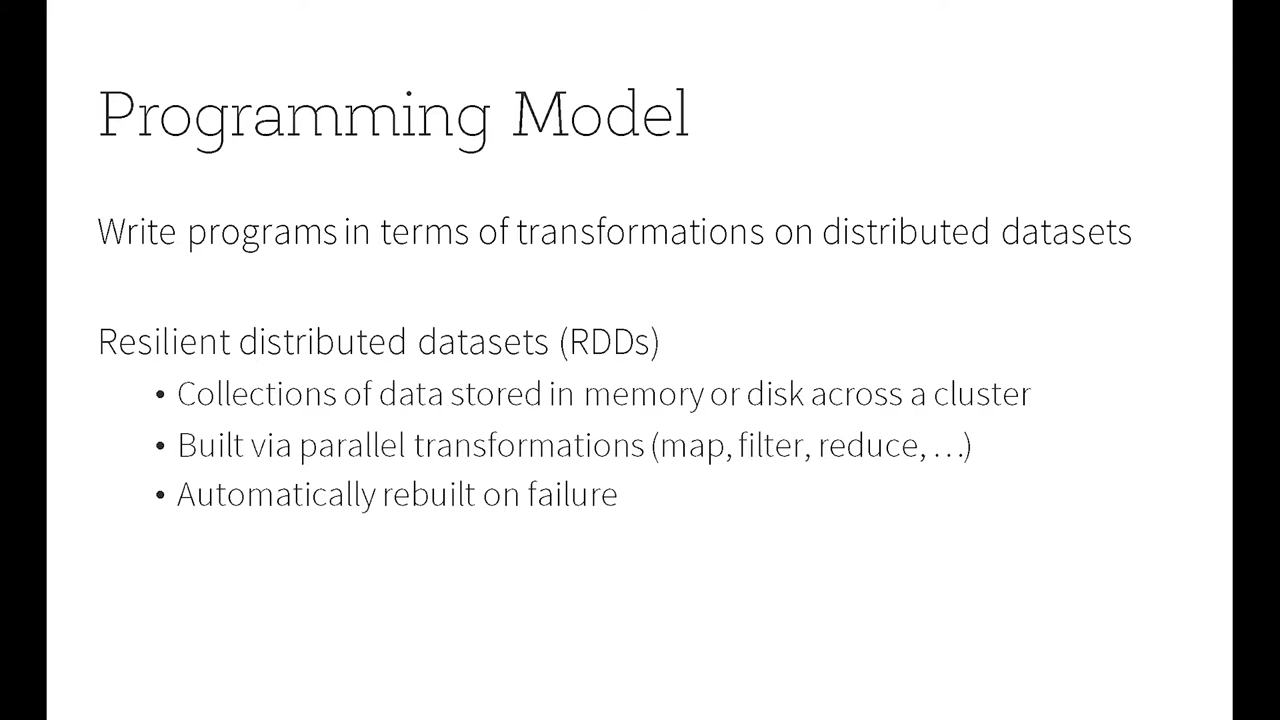 Programming Model
Write programs in terms of transformations on distributed datasets
Resilient distributed datasets (RDDs)
• Collections of data stored in memory or disk across a cluster
• Built via parallel transformations (map, filter, reduce, …)
• Automatically rebuilt on failure